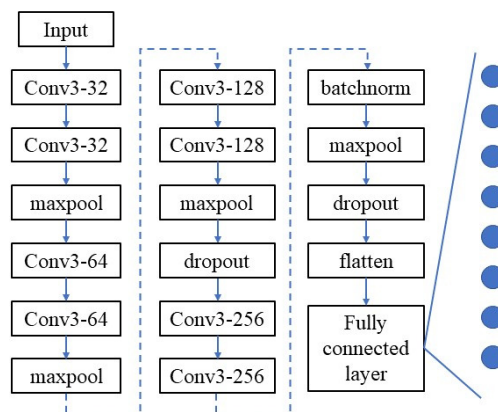 Input
Conv3-32
Conv3-32
maxpool
Conv3-64
Conv3-64
maxpool
Conv3-128
Conv3-128
maxpool
dropout
Conv3-256
Conv3-256
batchnorm
maxpool
dropout
flatten
Fully
connected
layer